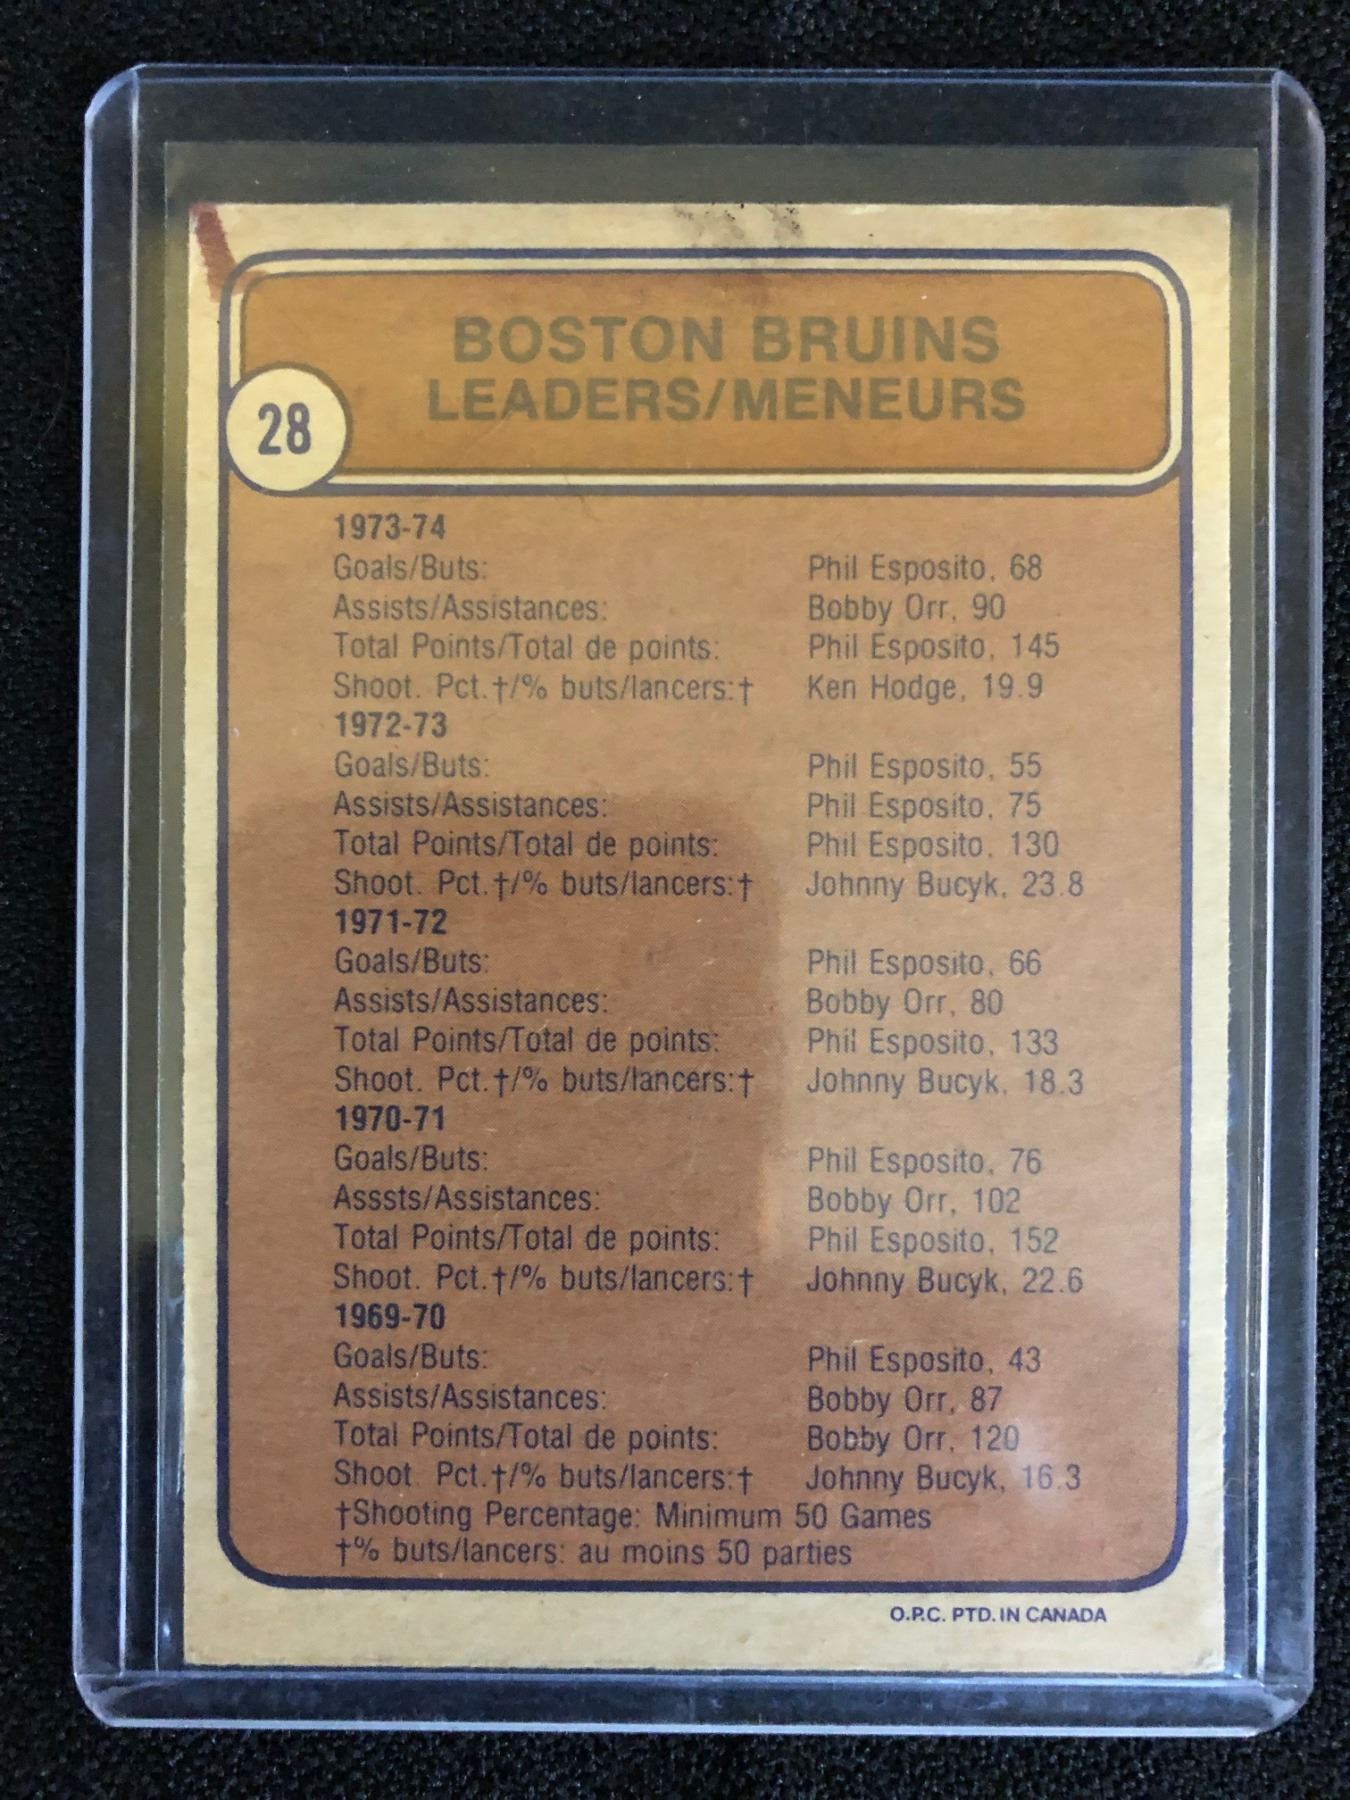 BOSTON BRUINS
LEADERS/MENEURS
28
1973-74
Goals/Buts: Phil Esposito, 68
Assists/Assistances: Bobby Orr, 90
Total Points/Total de points: Phil Esposito, 145
Shoot. Pct.†/% buts/lancers:† Ken Hodge, 19.9
1972-73
Goals/Buts: Phil Esposito, 55
Assists/Assistances: Phil Esposito, 75
Total Points/Total de points: Phil Esposito, 130
Shoot. Pct.†/% buts/lancers:† Johnny Bucyk, 23.8
1971-72
Goals/Buts: Phil Esposito, 66
Assists/Assistances: Bobby Orr, 80
Total Points/Total de points: Phil Esposito, 133
Shoot. Pct.†/% buts/lancers:† Johnny Bucyk, 18.3
1970-71
Goals/Buts: Phil Esposito, 76
Asssts/Assistances: Bobby Orr, 102
Total Points/Total de points: Phil Esposito, 152
Shoot. Pct.†/% buts/lancers:† Johnny Bucyk, 22.6
1969-70
Goals/Buts: Phil Esposito, 43
Assists/Assistances: Bobby Orr, 87
Total Points/Total de points: Bobby Orr, 120
Shoot. Pct.†/% buts/lancers:† Johnny Bucyk, 16.3
†Shooting Percentage: Minimum 50 Games
†% buts/lancers: au moins 50 parties
O.P.C. PTD. IN CANADA